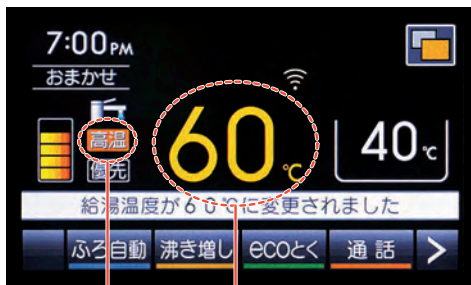 7:00PM
おまかせ
高温
優先
60℃
40℃
給湯温度が60℃に変更されました
ふろ自動 沸き増し ecoとく 通話 >